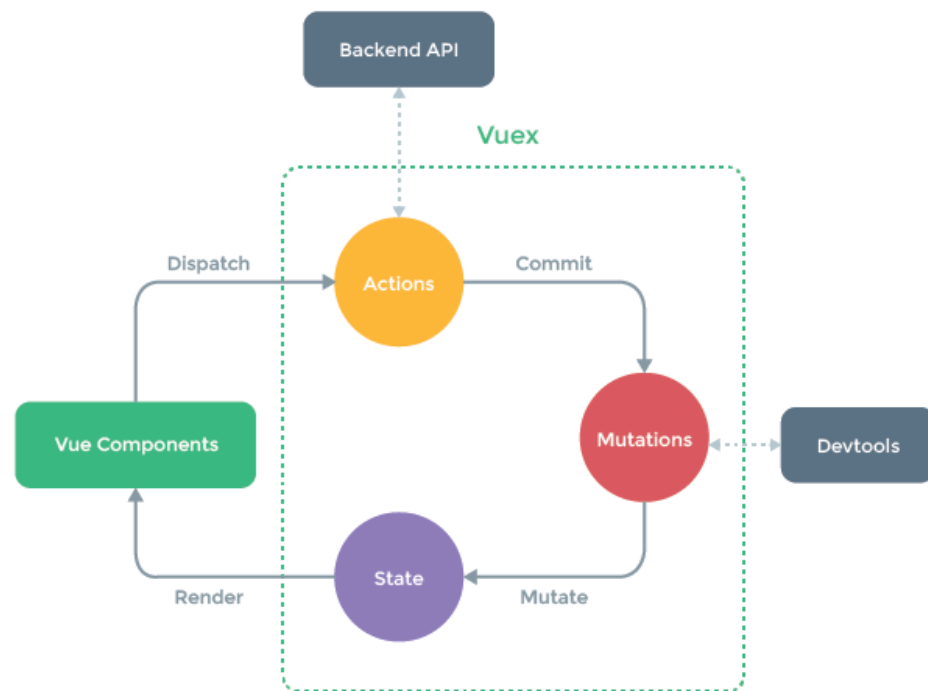 Backend API
Vuex
Dispatch
Commit
Actions
Vue Components
Mutations
Devtools
State
Render
Mutate